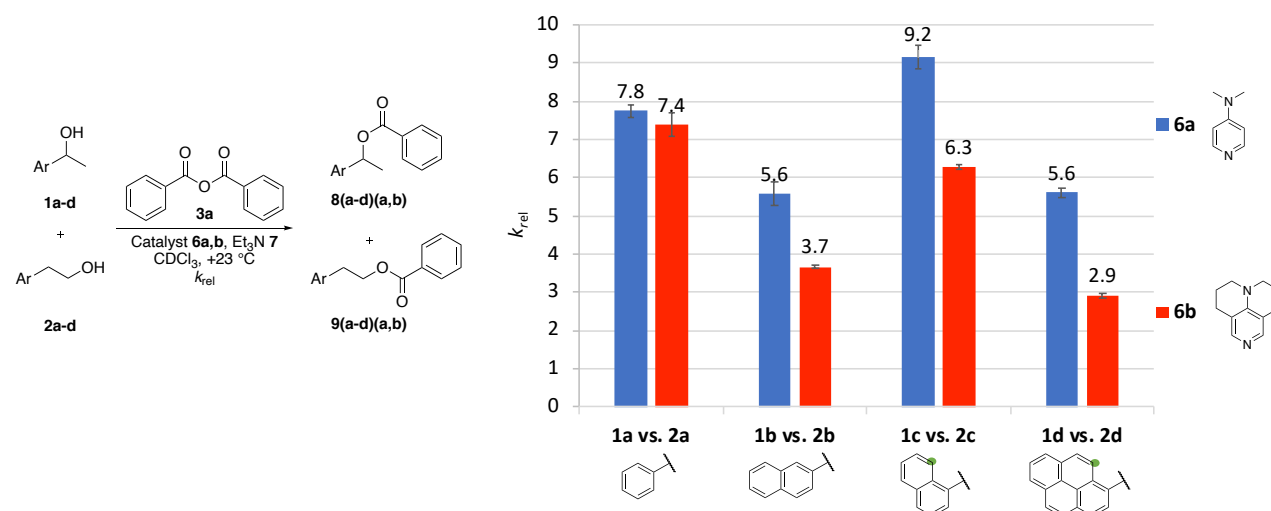 OH
Ar
1a-d
+
Ar
OH
2a-d
O
O
O
3a
Catalyst 6a,b, Et₃N 7
CDCl₃, +23 °C
k_rel
O
O
Ar
8(a-d)(a,b)
+
Ar
O
O
9(a-d)(a,b)
k_rel
10
9
8
7
6
5
4
3
2
1
0
7.8
7.4
5.6
3.7
9.2
6.3
5.6
2.9
1a vs. 2a
1b vs. 2b
1c vs. 2c
1d vs. 2d
6a
N
N
6b
N
N